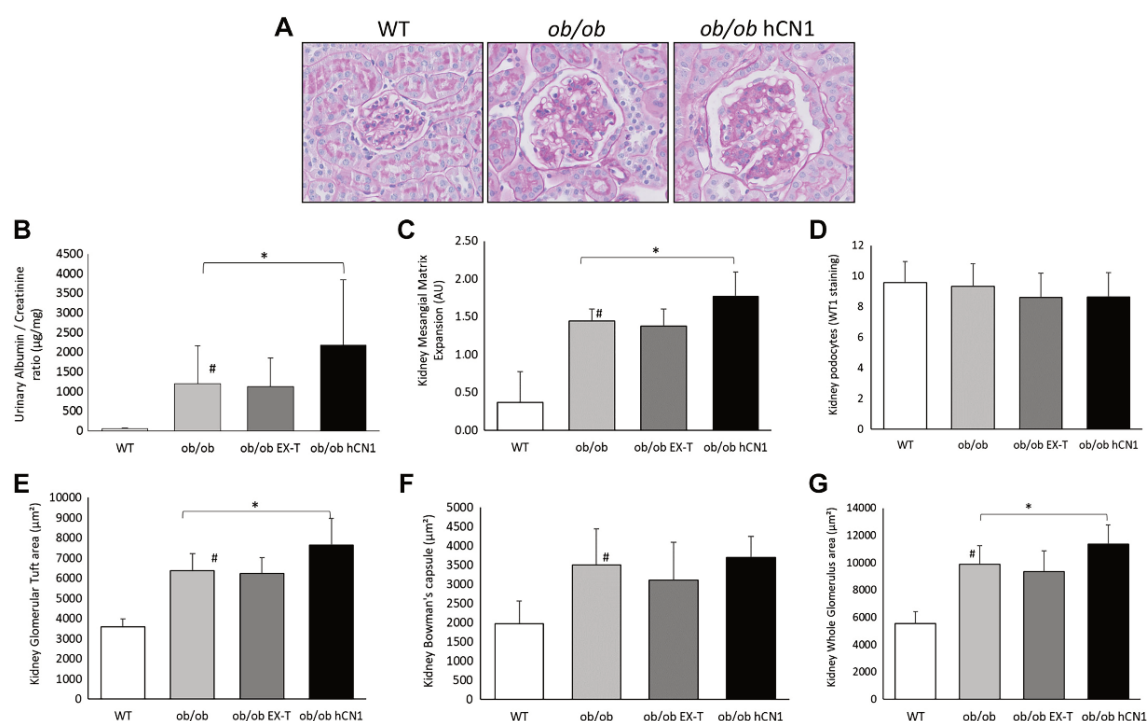 A
WT
ob/ob
ob/ob hCN1
B
Urinary Albumin / Creatinine
ratio (µg/mg)
4500
4000
3500
3000
2500
2000
1500
1000
500
0
*
#
WT
ob/ob
ob/ob EX-T
ob/ob hCN1
C
Kidney Mesangial Matrix
Expansion (AU)
2.50
2.00
1.50
1.00
0.50
0.00
*
#
WT
ob/ob
ob/ob EX-T
ob/ob hCN1
D
Kidney podocytes (WT1 staining)
12
10
8
6
4
2
0
WT
ob/ob
ob/ob EX-T
ob/ob hCN1
E
Kidney Glomerular Tuft area (µm²)
10000
9000
8000
7000
6000
5000
4000
3000
2000
1000
0
*
#
WT
ob/ob
ob/ob EX-T
ob/ob hCN1
F
Kidney Bowman's capsule (µm²)
5000
4500
4000
3500
3000
2500
2000
1500
1000
500
0
#
WT
ob/ob
ob/ob EX-T
ob/ob hCN1
G
Kidney Whole Glomerulus area (µm²)
14000
12000
10000
8000
6000
4000
2000
0
*
#
WT
ob/ob
ob/ob EX-T
ob/ob hCN1